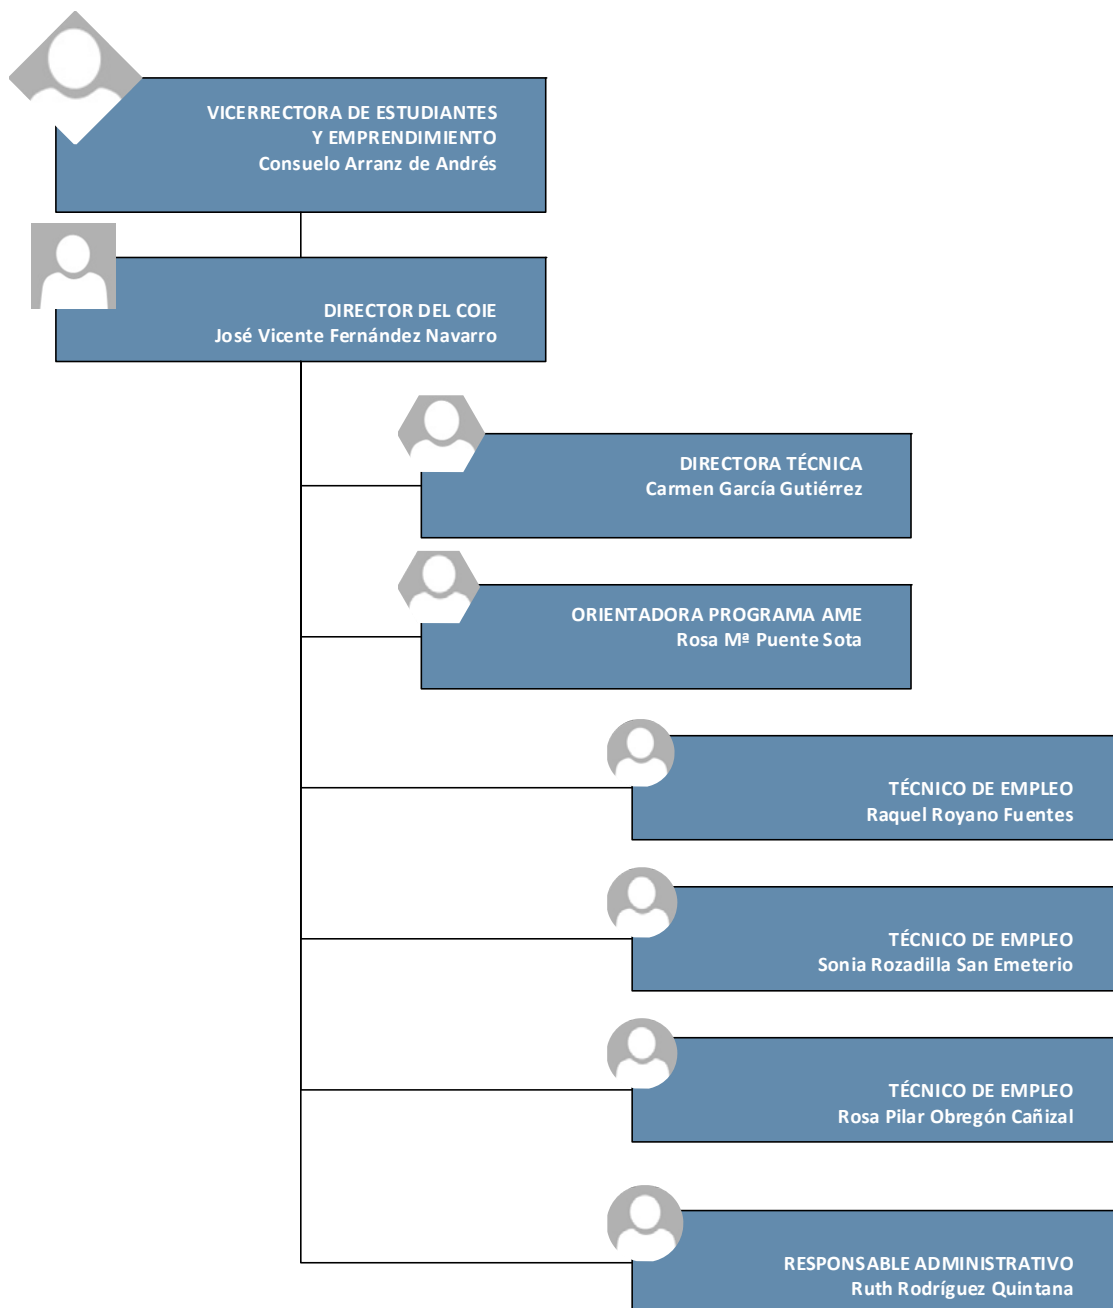 VICERRECTORA DE ESTUDIANTES
Y EMPRENDIMIENTO
Consuelo Arranz de Andrés
DIRECTOR DEL COIE
José Vicente Fernández Navarro
DIRECTORA TÉCNICA
Carmen García Gutiérrez
ORIENTADORA PROGRAMA AME
Rosa Mª Puente Sota
TÉCNICO DE EMPLEO
Raquel Royano Fuentes
TÉCNICO DE EMPLEO
Sonia Rozadilla San Emeterio
TÉCNICO DE EMPLEO
Rosa Pilar Obregón Cañizal
RESPONSABLE ADMINISTRATIVO
Ruth Rodríguez Quintana